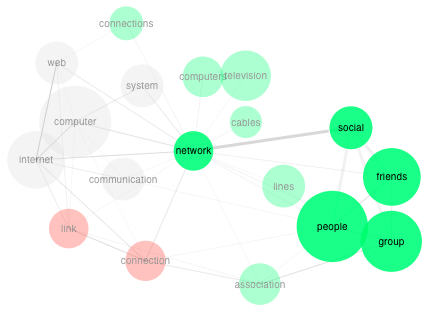 connections
web
computers
television
system
computer
cables
social
network
internet
communication
friends
lines
people
link
group
connection
association